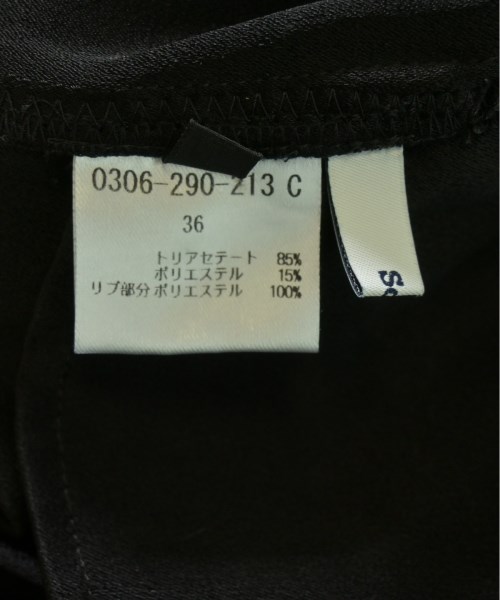 0306-290-213 C
36
トリアセテート 85%
ポリエステル 15%
リブ部分 ポリエステル 100%